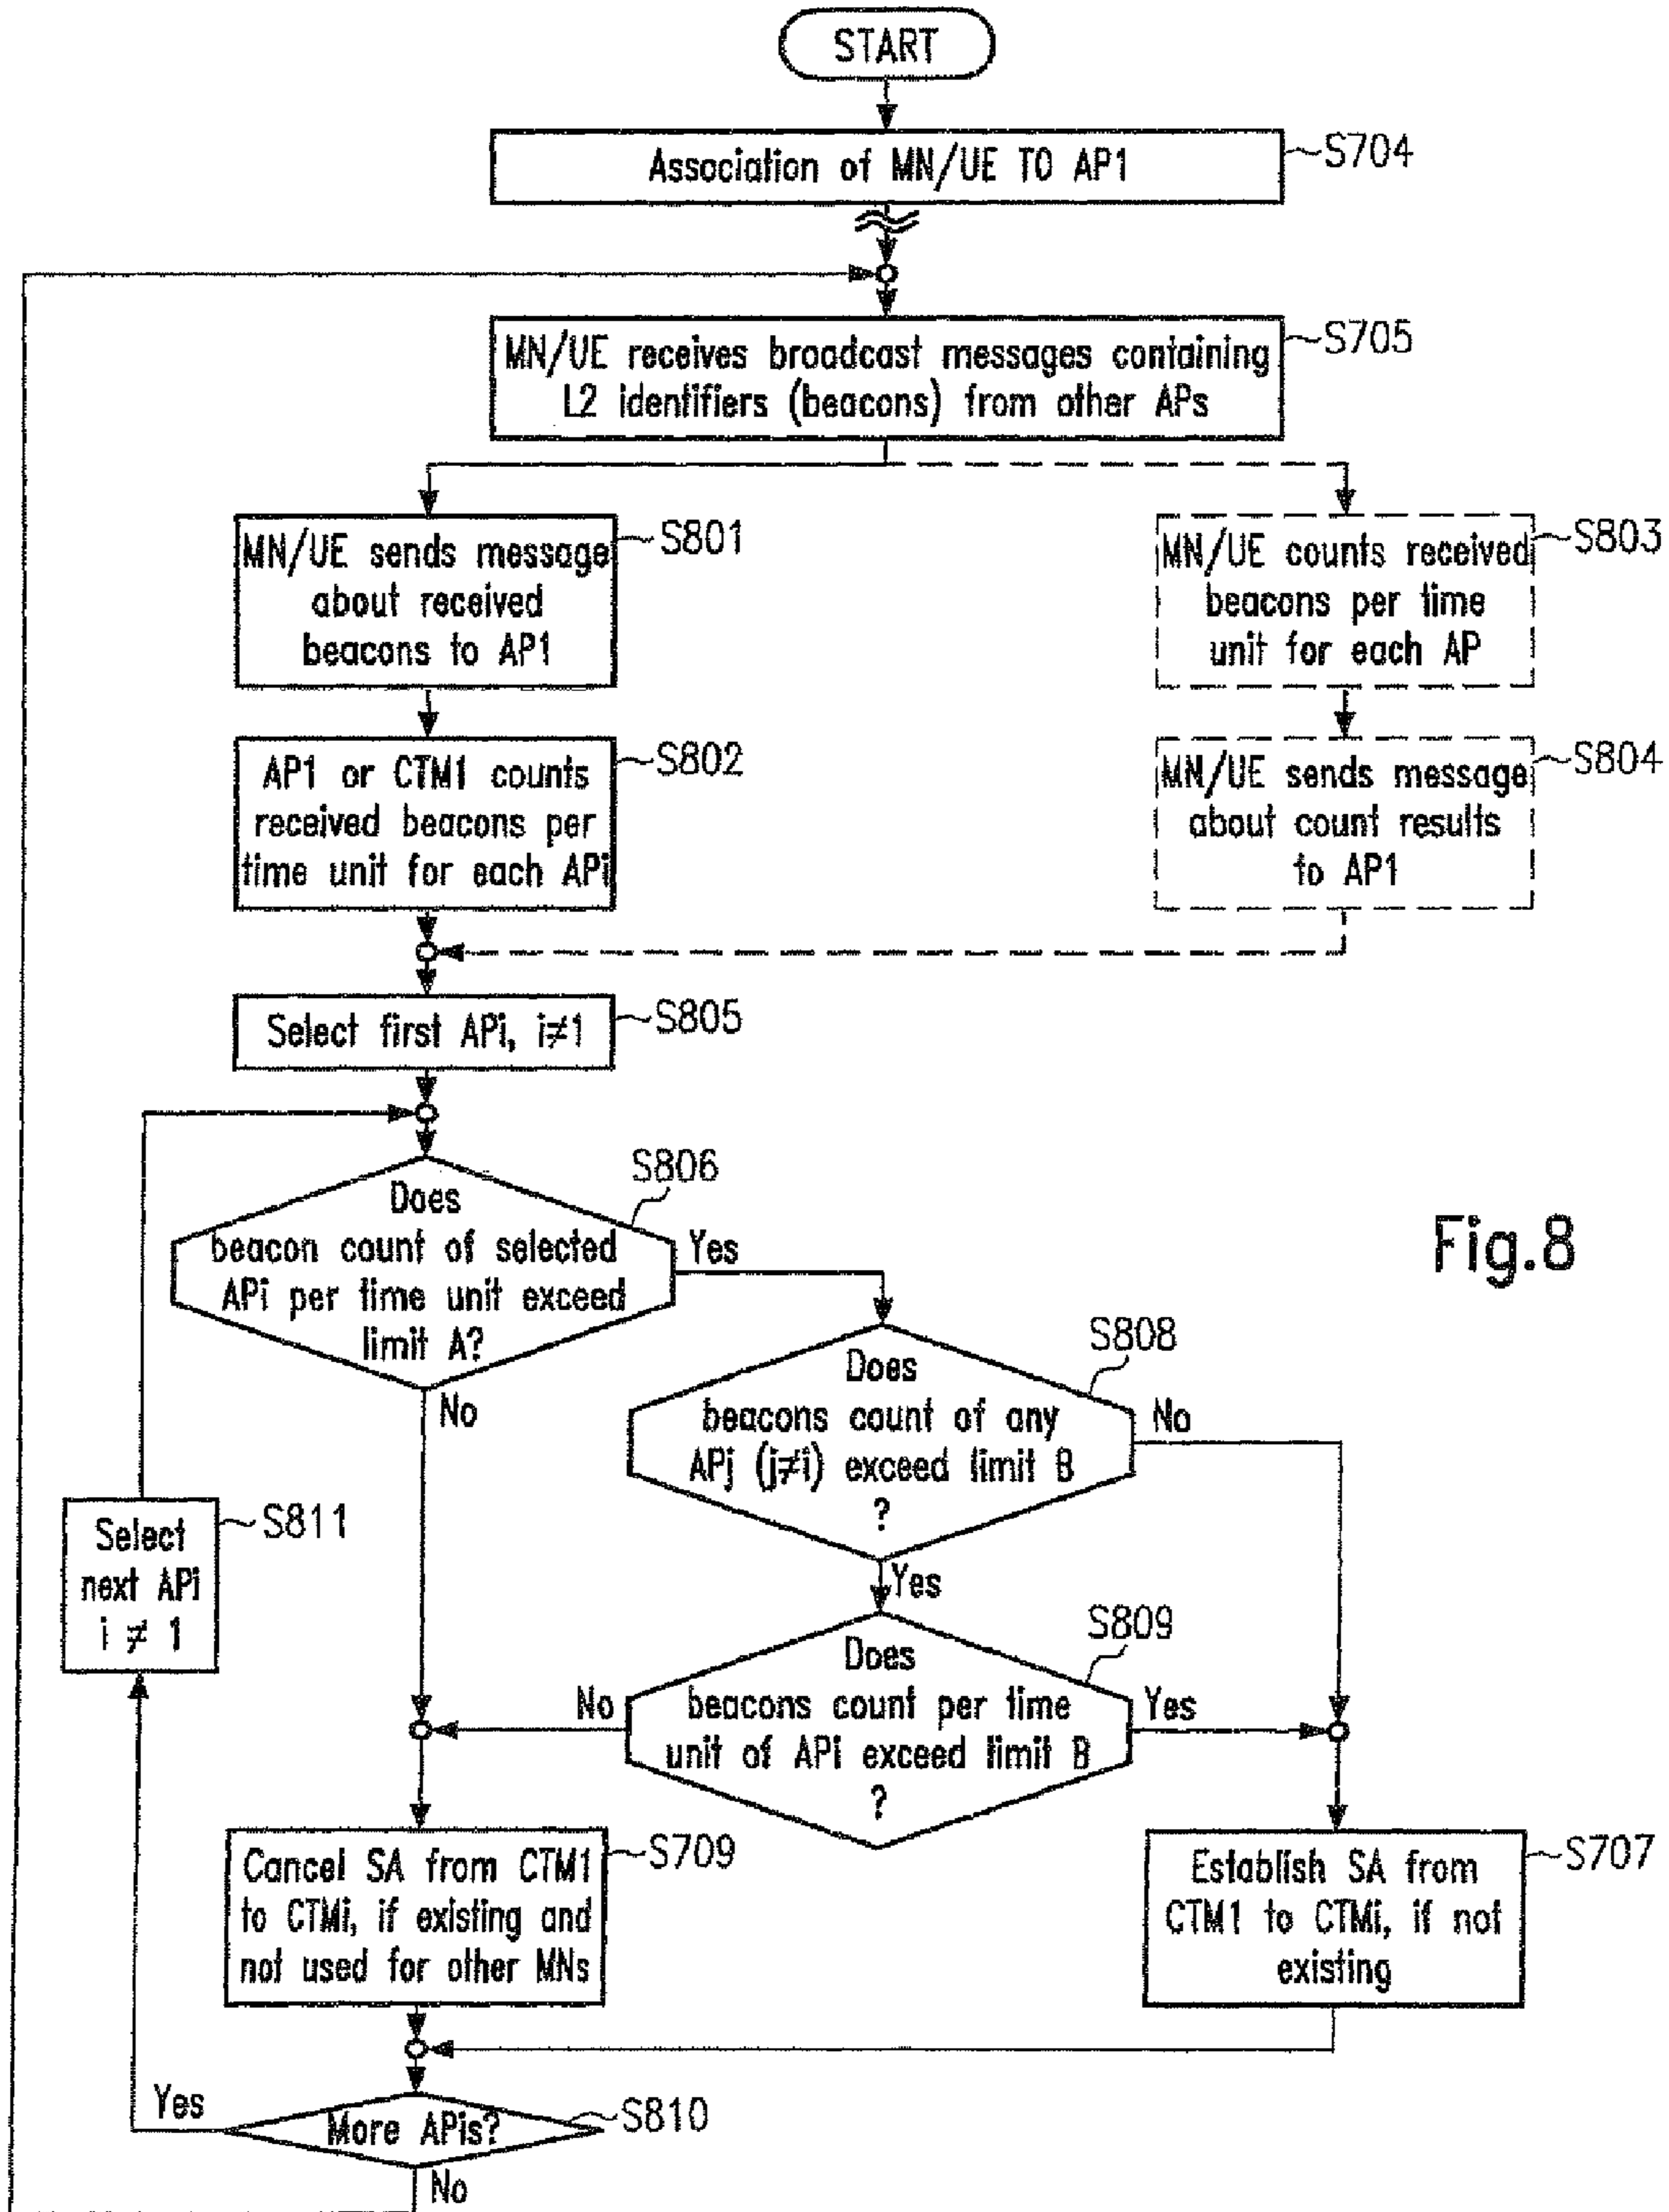 START
Association of MN/UE TO AP1
S704
MN/UE receives broadcast messages containing
L2 identifiers (beacons) from other APs
S705
MN/UE sends message
about received
beacons to AP1
S801
MN/UE counts received
beacons per time
unit for each AP
S803
AP1 or CTM1 counts
received beacons per
time unit for each APi
S802
MN/UE sends message
about count results
to AP1
S804
Select first APi, i≠1
S805
Does
beacon count of selected
APi per time unit exceed
limit A?
S806
Yes
No
Fig.8
Does
beacons count of any
APj (j≠i) exceed limit B
?
S808
No
Yes
Select
next APi
i ≠ 1
S811
Does
beacons count per time
unit of APi exceed limit B
?
S809
No
Yes
Cancel SA from CTM1
to CTMi, if existing and
not used for other MNs
S709
Establish SA from
CTM1 to CTMi, if not
existing
S707
More APis?
S810
Yes
No